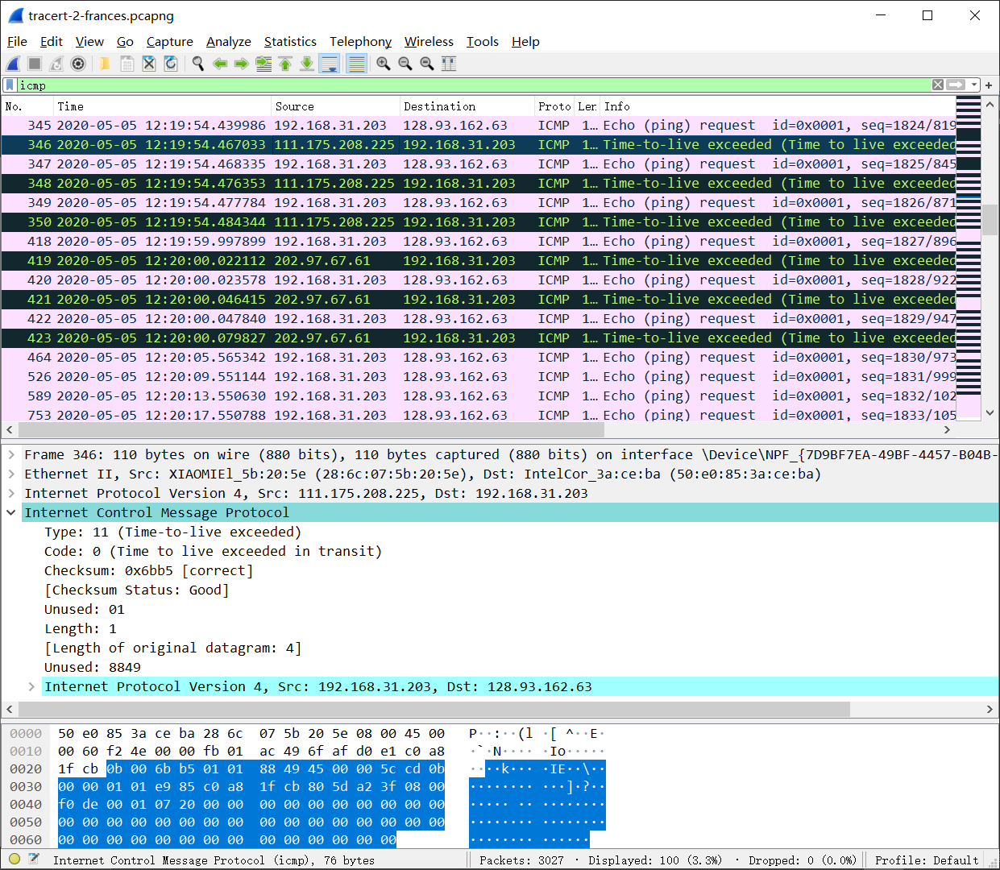 tracert-2-frances.pcapng
File Edit View Go Capture Analyze Statistics Telephony Wireless Tools Help
icmp
No. Time Source Destination Proto Ler Info
345 2020-05-05 12:19:54.439986 192.168.31.203 128.93.162.63 ICMP 1… Echo (ping) request id=0x0001, seq=1824/819
346 2020-05-05 12:19:54.467033 111.175.208.225 192.168.31.203 ICMP 1… Time-to-live exceeded (Time to live exceeded
347 2020-05-05 12:19:54.468335 192.168.31.203 128.93.162.63 ICMP 1… Echo (ping) request id=0x0001, seq=1825/845
348 2020-05-05 12:19:54.476353 111.175.208.225 192.168.31.203 ICMP 1… Time-to-live exceeded (Time to live exceeded
349 2020-05-05 12:19:54.477784 192.168.31.203 128.93.162.63 ICMP 1… Echo (ping) request id=0x0001, seq=1826/871
350 2020-05-05 12:19:54.484344 111.175.208.225 192.168.31.203 ICMP 1… Time-to-live exceeded (Time to live exceeded
418 2020-05-05 12:19:59.997899 192.168.31.203 128.93.162.63 ICMP 1… Echo (ping) request id=0x0001, seq=1827/896
419 2020-05-05 12:20:00.022112 202.97.67.61 192.168.31.203 ICMP 1… Time-to-live exceeded (Time to live exceeded
420 2020-05-05 12:20:00.023578 192.168.31.203 128.93.162.63 ICMP 1… Echo (ping) request id=0x0001, seq=1828/922
421 2020-05-05 12:20:00.046415 202.97.67.61 192.168.31.203 ICMP 1… Time-to-live exceeded (Time to live exceeded
422 2020-05-05 12:20:00.047840 192.168.31.203 128.93.162.63 ICMP 1… Echo (ping) request id=0x0001, seq=1829/947
423 2020-05-05 12:20:00.079827 202.97.67.61 192.168.31.203 ICMP 1… Time-to-live exceeded (Time to live exceeded
464 2020-05-05 12:20:05.565342 192.168.31.203 128.93.162.63 ICMP 1… Echo (ping) request id=0x0001, seq=1830/973
526 2020-05-05 12:20:09.551144 192.168.31.203 128.93.162.63 ICMP 1… Echo (ping) request id=0x0001, seq=1831/999
589 2020-05-05 12:20:13.550630 192.168.31.203 128.93.162.63 ICMP 1… Echo (ping) request id=0x0001, seq=1832/102
753 2020-05-05 12:20:17.550788 192.168.31.203 128.93.162.63 ICMP 1… Echo (ping) request id=0x0001, seq=1833/105
Frame 346: 110 bytes on wire (880 bits), 110 bytes captured (880 bits) on interface \Device\NPF_{7D9BF7EA-49BF-4457-B04B-
Ethernet II, Src: XIAOMIEl_5b:20:5e (28:6c:07:5b:20:5e), Dst: IntelCor_3a:ce:ba (50:e0:85:3a:ce:ba)
Internet Protocol Version 4, Src: 111.175.208.225, Dst: 192.168.31.203
Internet Control Message Protocol
Type: 11 (Time-to-live exceeded)
Code: 0 (Time to live exceeded in transit)
Checksum: 0x6bb5 [correct]
[Checksum Status: Good]
Unused: 01
Length: 1
[Length of original datagram: 4]
Unused: 8849
Internet Protocol Version 4, Src: 192.168.31.203, Dst: 128.93.162.63
0000 50 e0 85 3a ce ba 28 6c 07 5b 20 5e 08 00 45 00 P··:··(l ·[ ^··E·
0010 00 60 f2 4e 00 00 fb 01 ac 49 6f af d0 e1 c0 a8 ·`·N···· ·Io·····
0020 1f cb 0b 00 6b b5 01 01 88 49 45 00 00 5c cd 0b ····k··· ·IE··\··
0030 00 00 01 01 e9 85 c0 a8 1f cb 80 5d a2 3f 08 00 ········ ···]·?··
0040 f0 de 00 01 07 20 00 00 00 00 00 00 00 00 00 00 ····· ·· ········
0050 00 00 00 00 00 00 00 00 00 00 00 00 00 00 00 00 ········ ········
0060 00 00 00 00 00 00 00 00 00 00 00 00 00 00 ········ ······
Internet Control Message Protocol (icmp), 76 bytes Packets: 3027 · Displayed: 100 (3.3%) · Dropped: 0 (0.0%) Profile: Default